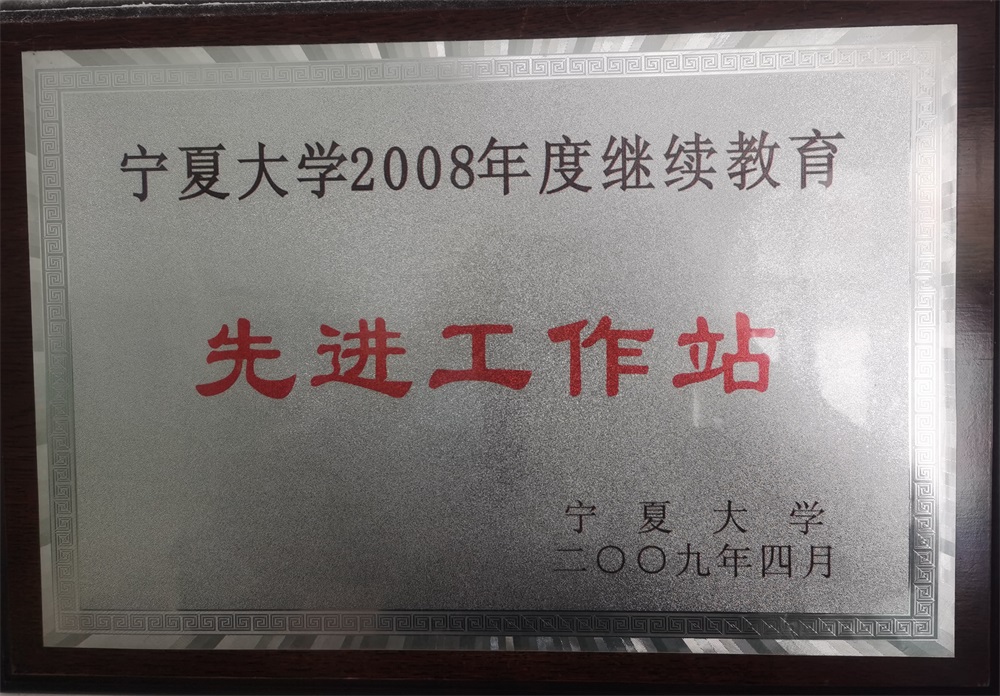 宁夏大学2008年度继续教育
先进工作站
宁夏大学
二〇〇九年四月